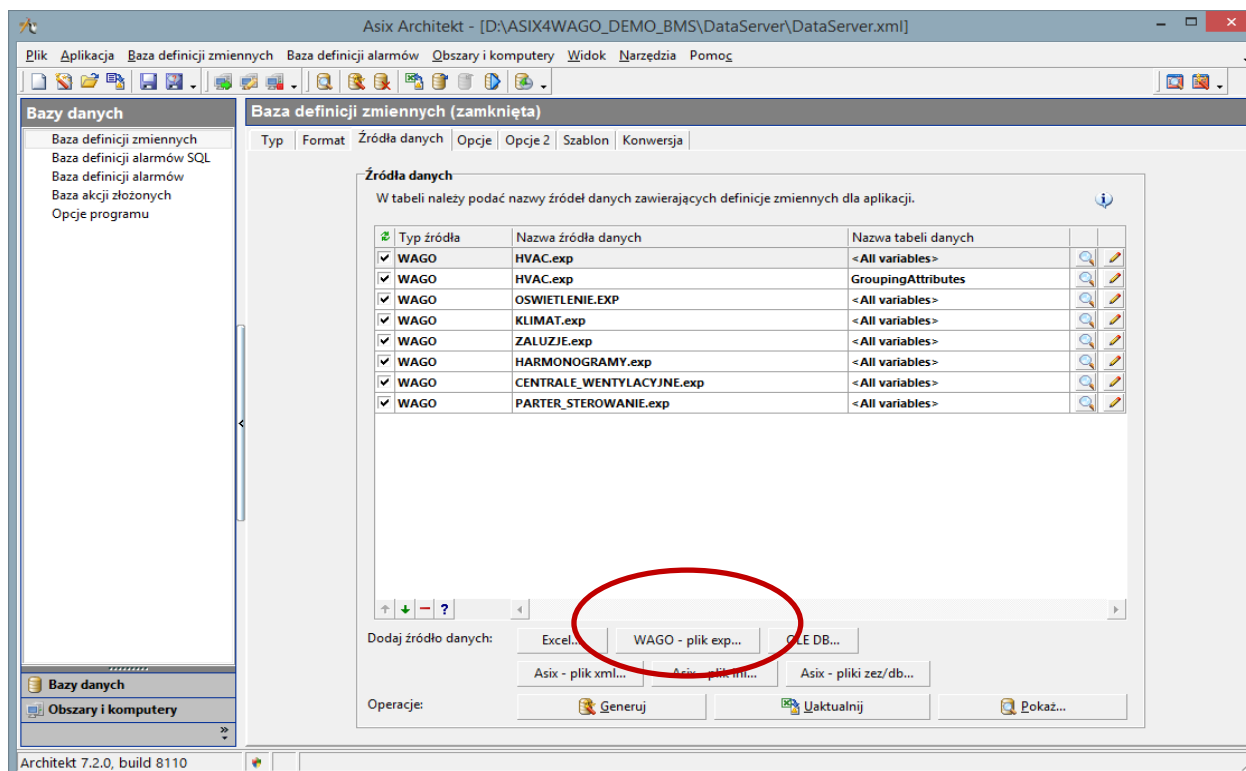 Asix Architekt - [D:\ASIX4WAGO_DEMO_BMS\DataServer\DataServer.xml]
Plik Aplikacja Baza definicji zmiennych Baza definicji alarmów Obszary i komputery Widok Narzędzia Pomoc
Bazy danych
Baza definicji zmiennych
Baza definicji alarmów SQL
Baza definicji alarmów
Baza akcji złożonych
Opcje programu
Baza definicji zmiennych (zamknięta)
Typ Format Źródła danych Opcje Opcje 2 Szablon Konwersja
Źródła danych
W tabeli należy podać nazwy źródeł danych zawierających definicje zmiennych dla aplikacji.
Typ źródła Nazwa źródła danych Nazwa tabeli danych
WAGO HVAC.exp <All variables>
WAGO HVAC.exp GroupingAttributes
WAGO OSWIETLENIE.EXP <All variables>
WAGO KLIMAT.exp <All variables>
WAGO ZALUZJE.exp <All variables>
WAGO HARMONOGRAMY.exp <All variables>
WAGO CENTRALE_WENTYLACYJNE.exp <All variables>
WAGO PARTER_STEROWANIE.exp <All variables>
Dodaj źródło danych: Excel... WAGO - plik exp... OLE DB...
Asix - plik xml... Asix - plik ini... Asix - pliki zez/db...
Operacje: Generuj Uaktualnij Pokaż...
Bazy danych
Obszary i komputery
Architekt 7.2.0, build 8110